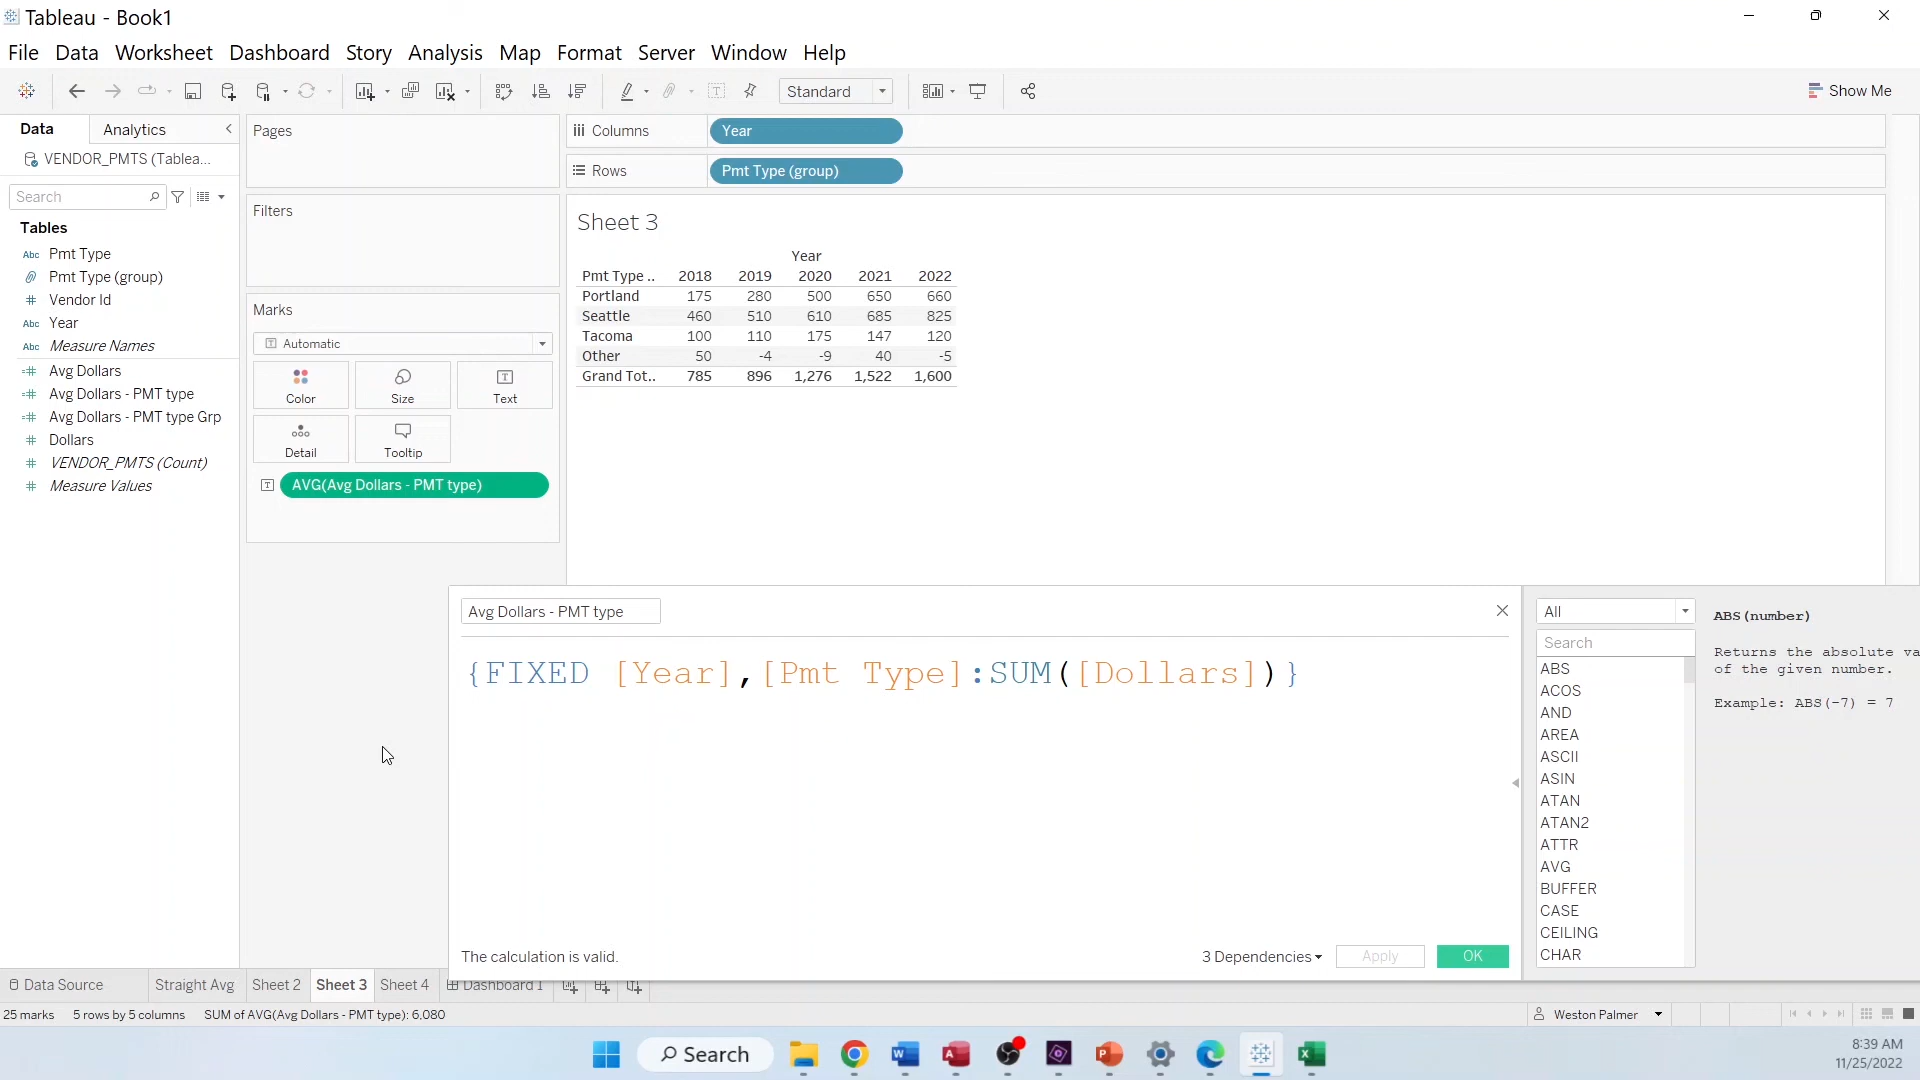 Tableau - Book1
File Data Worksheet Dashboard Story Analysis Map Format Server Window Help
Standard
Show Me
Data Analytics
VENDOR_PMTS (Tablea...
Search
Tables
Abc Pmt Type
Pmt Type (group)
# Vendor Id
Abc Year
Abc Measure Names
=# Avg Dollars
=# Avg Dollars - PMT type
=# Avg Dollars - PMT type Grp
# Dollars
# VENDOR_PMTS (Count)
# Measure Values
Pages
Filters
Marks
T Automatic
Color Size Text
Detail Tooltip
T AVG(Avg Dollars - PMT type)
iii Columns Year
Rows Pmt Type (group)
Sheet 3
Year
Pmt Type .. 2018 2019 2020 2021 2022
Portland 175 280 500 650 660
Seattle 460 510 610 685 825
Tacoma 100 110 175 147 120
Other 50 -4 -9 40 -5
Grand Tot.. 785 896 1,276 1,522 1,600
Avg Dollars - PMT type
{FIXED [Year],[Pmt Type]:SUM([Dollars])}
The calculation is valid.
3 Dependencies Apply OK
All
Search
ABS
ACOS
AND
AREA
ASCII
ASIN
ATAN
ATAN2
ATTR
AVG
BUFFER
CASE
CEILING
CHAR
ABS(number)
Returns the absolute va
of the given number.
Example: ABS(-7) = 7
Data Source Straight Avg Sheet 2 Sheet 3 Sheet 4 Dashboard 1
25 marks 5 rows by 5 columns SUM of AVG(Avg Dollars - PMT type): 6,080
Weston Palmer
Search
8:39 AM
11/25/2022